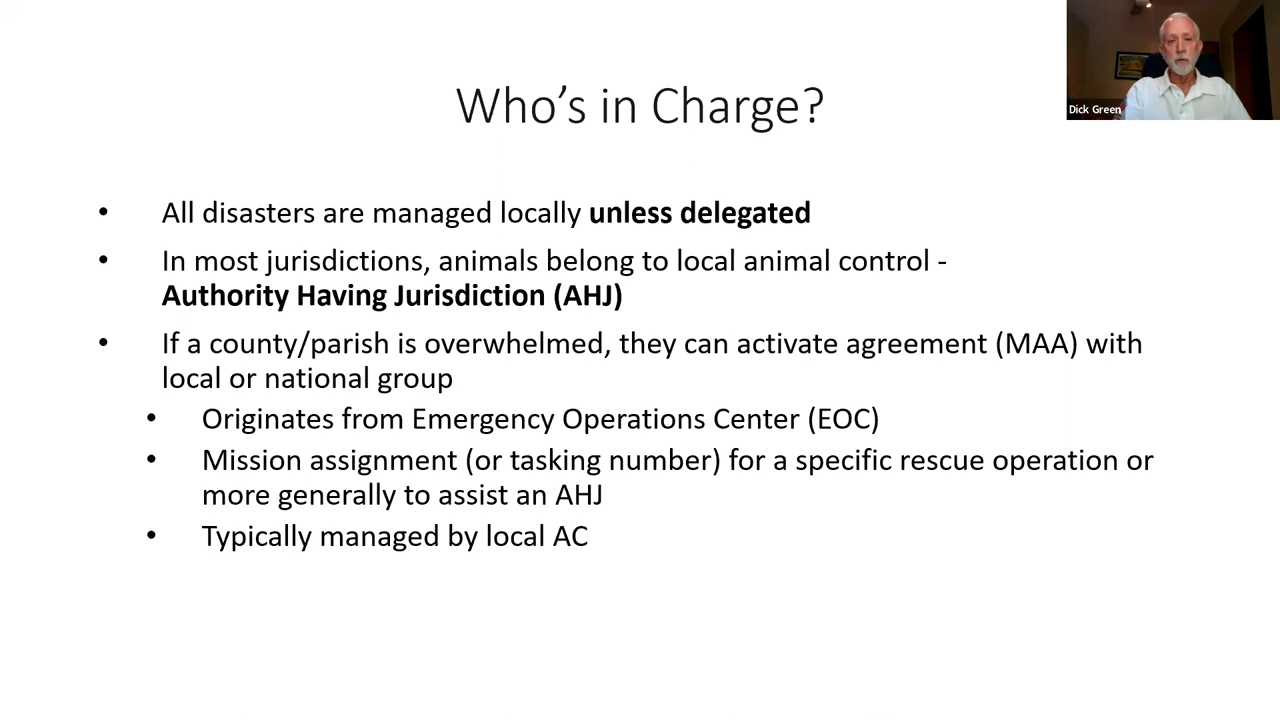 Dick Green
Who's in Charge?
• All disasters are managed locally unless delegated
• In most jurisdictions, animals belong to local animal control -
Authority Having Jurisdiction (AHJ)
• If a county/parish is overwhelmed, they can activate agreement (MAA) with
local or national group
• Originates from Emergency Operations Center (EOC)
• Mission assignment (or tasking number) for a specific rescue operation or
more generally to assist an AHJ
• Typically managed by local AC